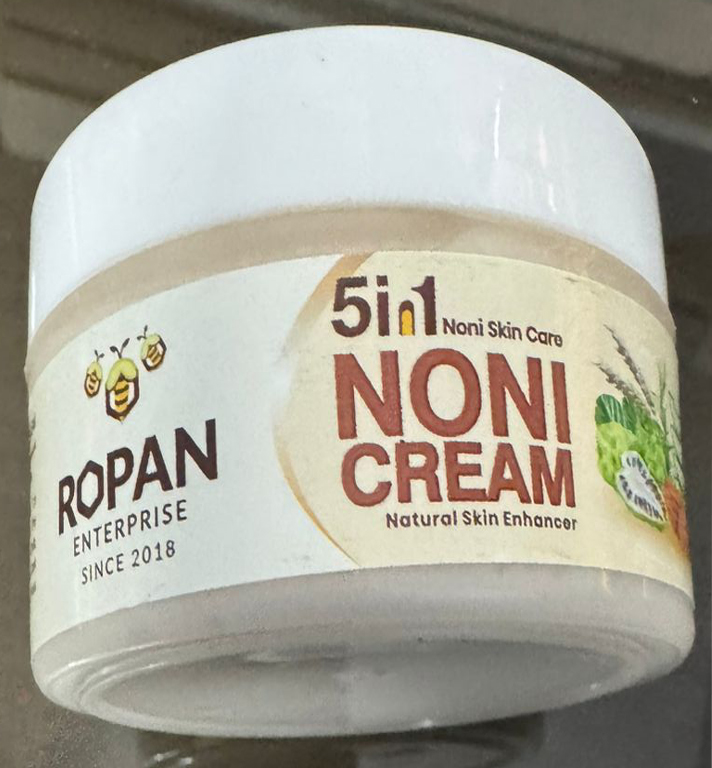 ROPAN
ENTERPRISE
SINCE 2018
5in1 Noni Skin Care
NONI
CREAM
Natural Skin Enhancer